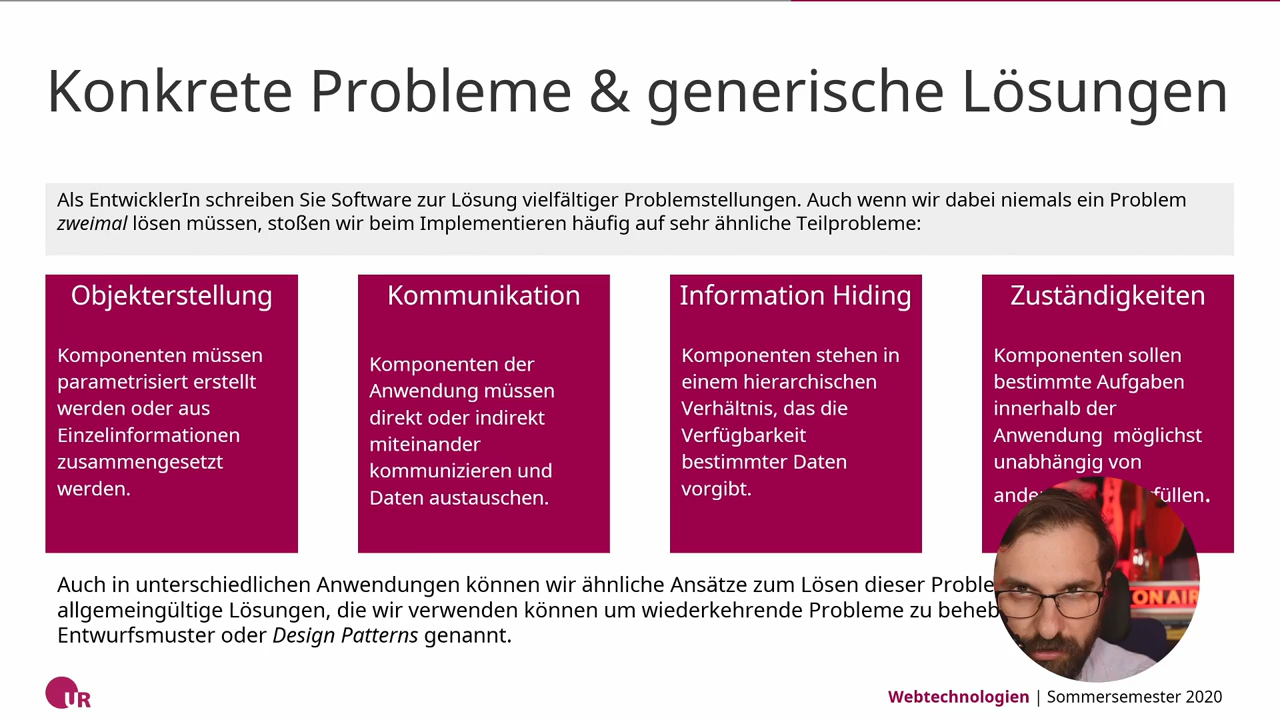 Konkrete Probleme & generische Lösungen
Als EntwicklerIn schreiben Sie Software zur Lösung vielfältiger Problemstellungen. Auch wenn wir dabei niemals ein Problem
zweimal lösen müssen, stoßen wir beim Implementieren häufig auf sehr ähnliche Teilprobleme:
Objekterstellung
Komponenten müssen
parametrisiert erstellt
werden oder aus
Einzelinformationen
zusammengesetzt
werden.
Kommunikation
Komponenten der
Anwendung müssen
direkt oder indirekt
miteinander
kommunizieren und
Daten austauschen.
Information Hiding
Komponenten stehen in
einem hierarchischen
Verhältnis, das die
Verfügbarkeit
bestimmter Daten
vorgibt.
Zuständigkeiten
Komponenten sollen
bestimmte Aufgaben
innerhalb der
Anwendung möglichst
unabhängig von
Auch in unterschiedlichen Anwendungen können wir ähnliche Ansätze zum Lösen dieser
allgemeingültige Lösungen, die wir verwenden können um wiederkehrende Probleme zu
Entwurfsmuster oder Design Patterns genannt.
ON AIR
UR
Webtechnologien | Sommersemester 2020